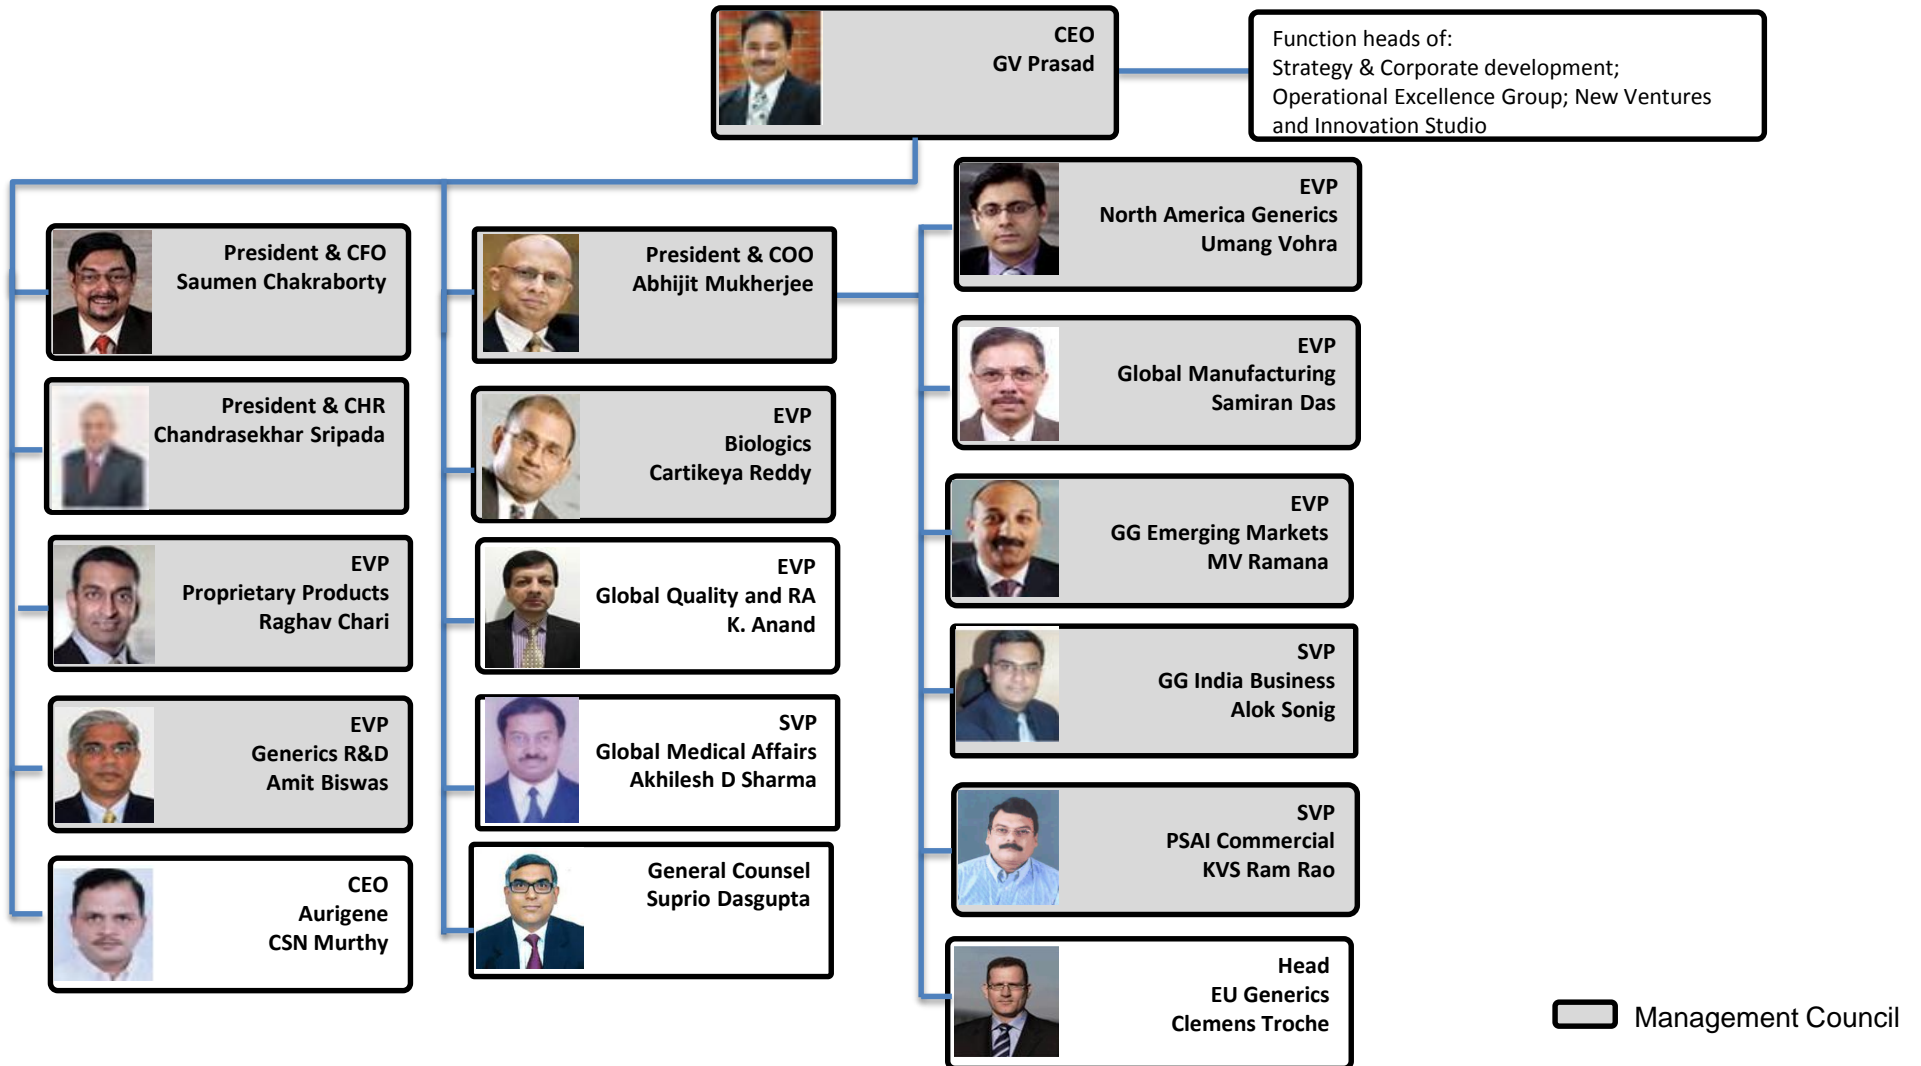 CEO
GV Prasad
Function heads of:
Strategy & Corporate development;
Operational Excellence Group; New Ventures
and Innovation Studio
President & CFO
Saumen Chakraborty
President & CHR
Chandrasekhar Sripada
EVP
Proprietary Products
Raghav Chari
EVP
Generics R&D
Amit Biswas
CEO
Aurigene
CSN Murthy
President & COO
Abhijit Mukherjee
EVP
Biologics
Cartikeya Reddy
EVP
Global Quality and RA
K. Anand
SVP
Global Medical Affairs
Akhilesh D Sharma
General Counsel
Suprio Dasgupta
EVP
North America Generics
Umang Vohra
EVP
Global Manufacturing
Samiran Das
EVP
GG Emerging Markets
MV Ramana
SVP
GG India Business
Alok Sonig
SVP
PSAI Commercial
KVS Ram Rao
Head
EU Generics
Clemens Troche
Management Council